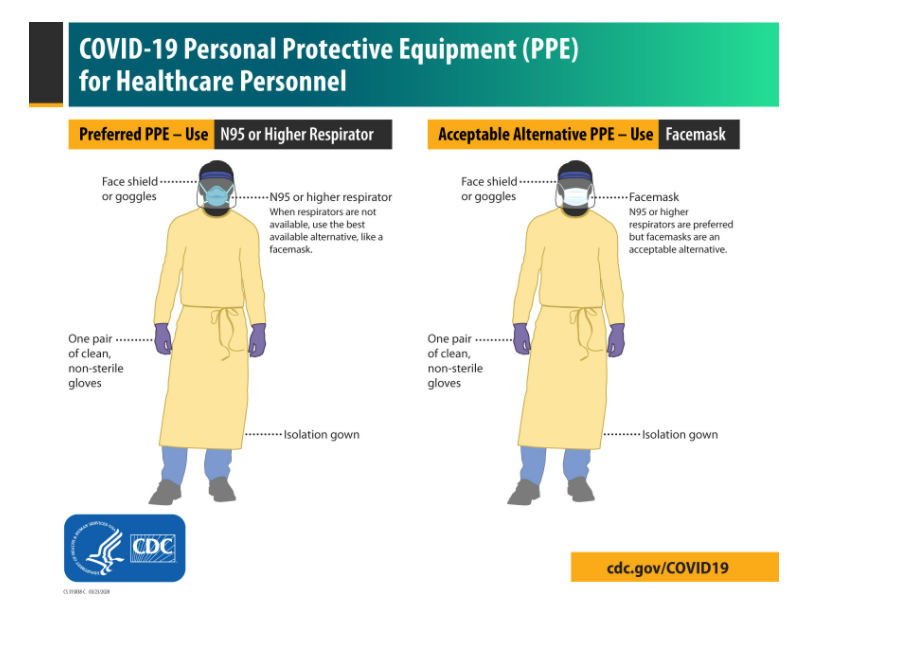 COVID-19 Personal Protective Equipment (PPE)
for Healthcare Personnel
Preferred PPE – Use N95 or Higher Respirator
Face shield
or goggles
N95 or higher respirator
When respirators are not
available, use the best
available alternative, like a
facemask.
One pair
of clean,
non-sterile
gloves
Isolation gown
Acceptable Alternative PPE – Use Facemask
Face shield
or goggles
Facemask
N95 or higher
respirators are preferred
but facemasks are an
acceptable alternative.
One pair
of clean,
non-sterile
gloves
Isolation gown
CDC
cdc.gov/COVID19